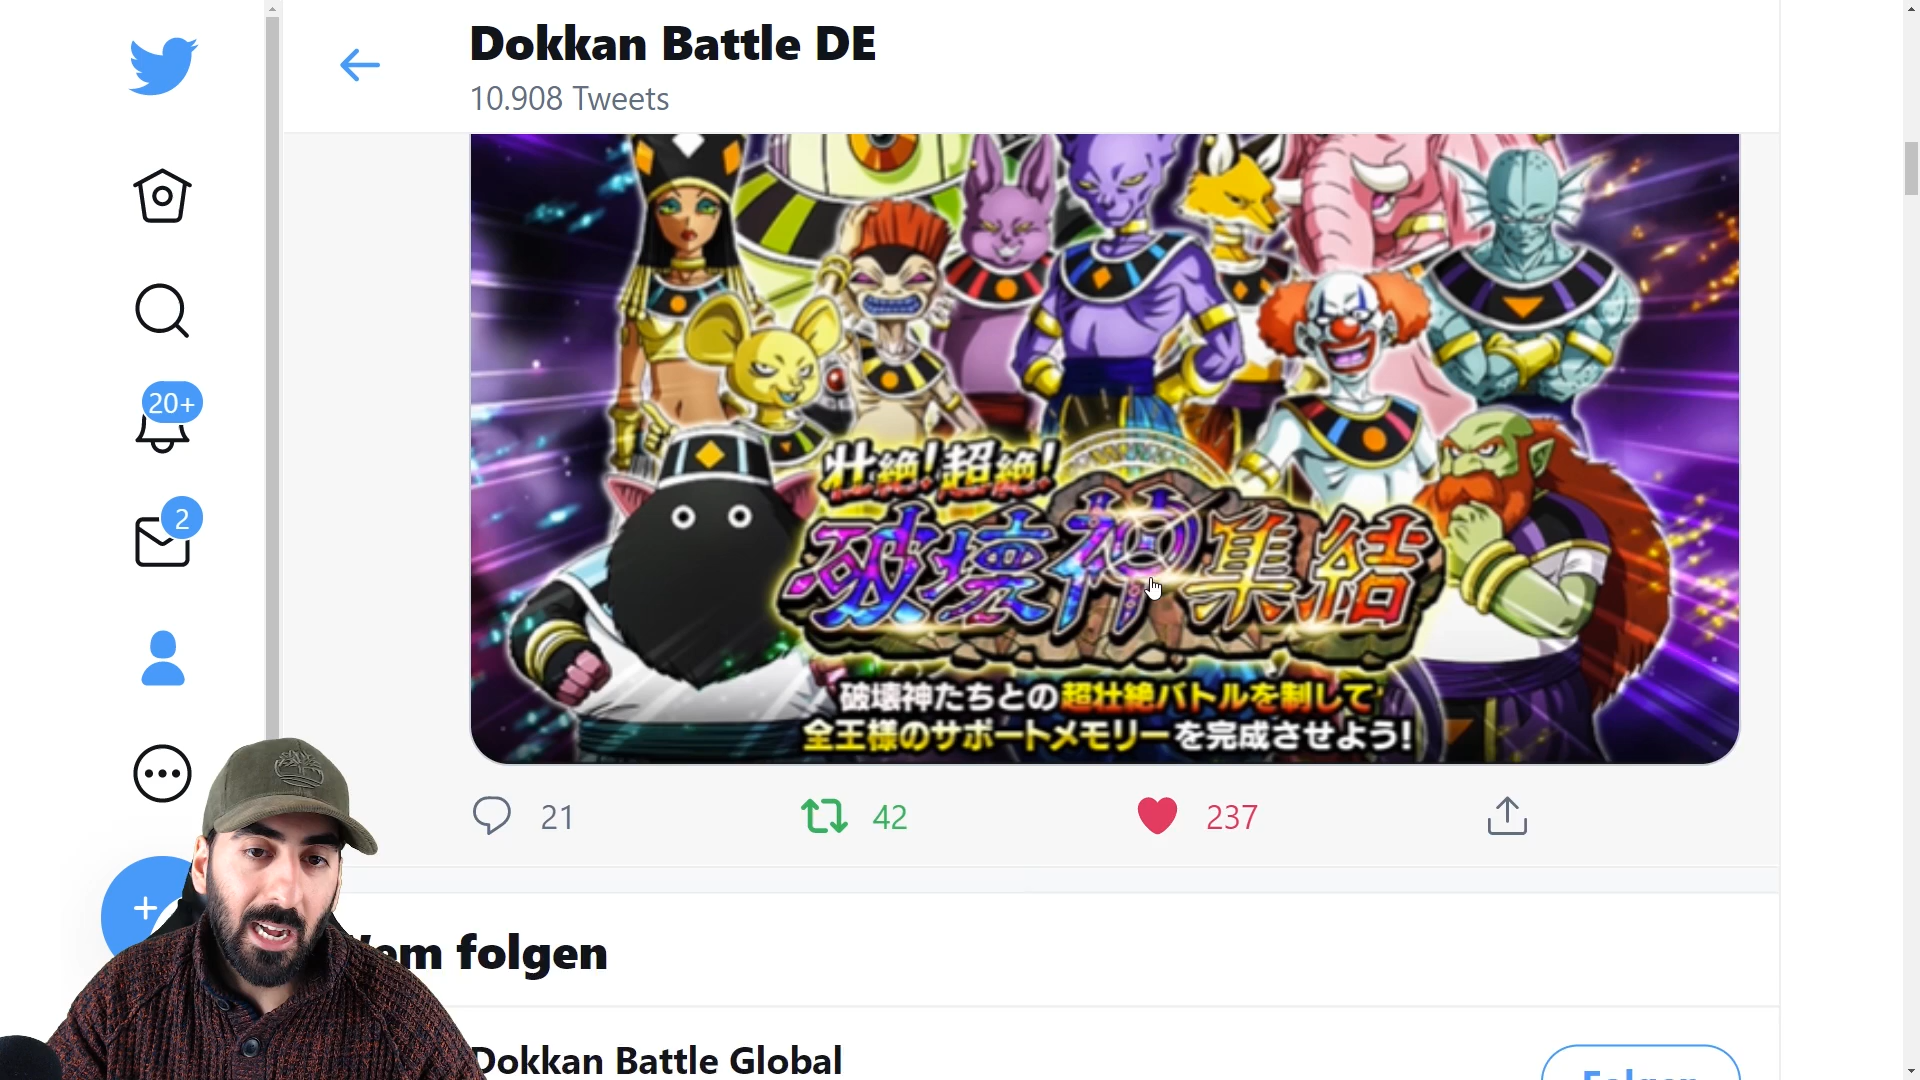 Dokkan Battle DE
10.908 Tweets
20+
2
壮絶!超絶!
破壊神集結
破壊神たちとの超壮絶バトルを制して
全王様のサポートメモリーを完成させよう!
21
42
237
folgen
Dokkan Battle Global
Folgen